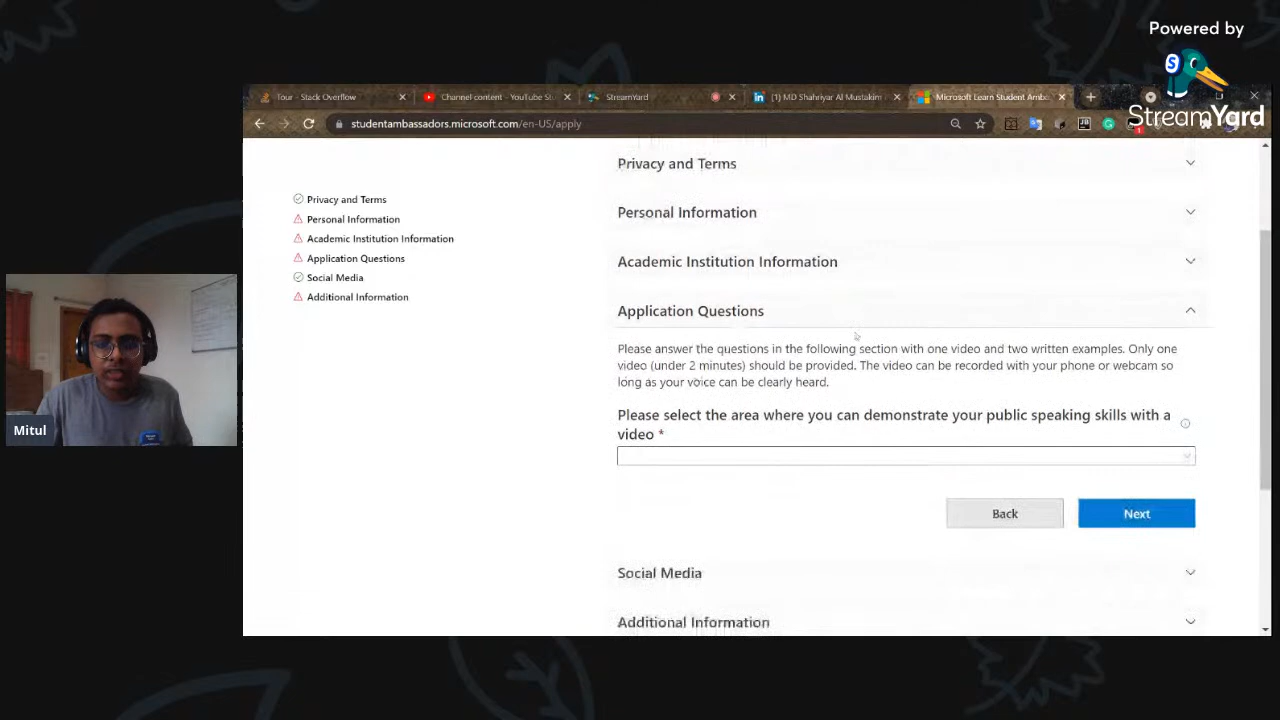 Powered by
StreamYard
Tour - Stack Overflow
Channel content - YouTube Stu
StreamYard
(1) MD Shahriyar Al Mustakim
Microsoft Learn Student Amba
studentambassadors.microsoft.com/en-US/apply
Privacy and Terms
Personal Information
Academic Institution Information
Application Questions
Social Media
Additional Information
Privacy and Terms
Personal Information
Academic Institution Information
Application Questions
Please answer the questions in the following section with one video and two written examples. Only one
video (under 2 minutes) should be provided. The video can be recorded with your phone or webcam so
long as your voice can be clearly heard.
Please select the area where you can demonstrate your public speaking skills with a
video *
Back
Next
Social Media
Additional Information
Mitul